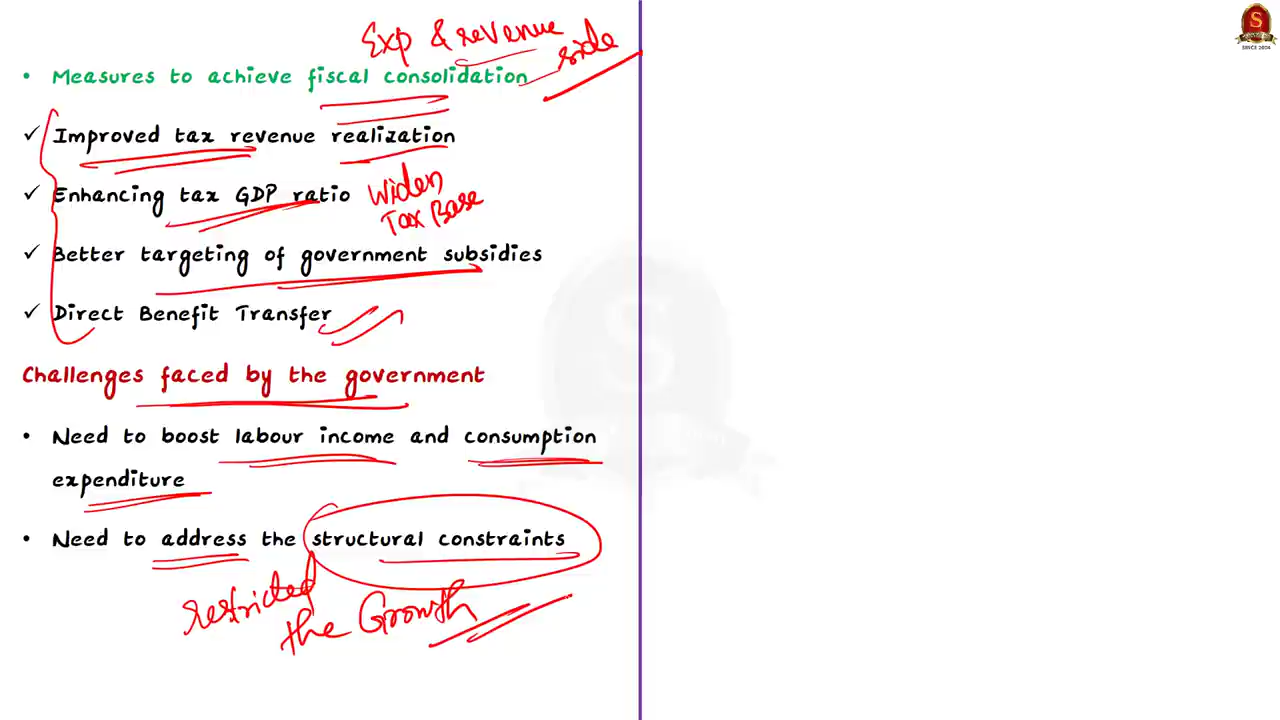 Exp & revenue side
• Measures to achieve fiscal consolidation
✓ Improved tax revenue realization
✓ Enhancing tax GDP ratio
Widen
Tax Base
✓ Better targeting of government subsidies
✓ Direct Benefit Transfer
Challenges faced by the government
• Need to boost labour income and consumption
expenditure
• Need to address the structural constraints
restricted
the Growth
S
SINCE 2004